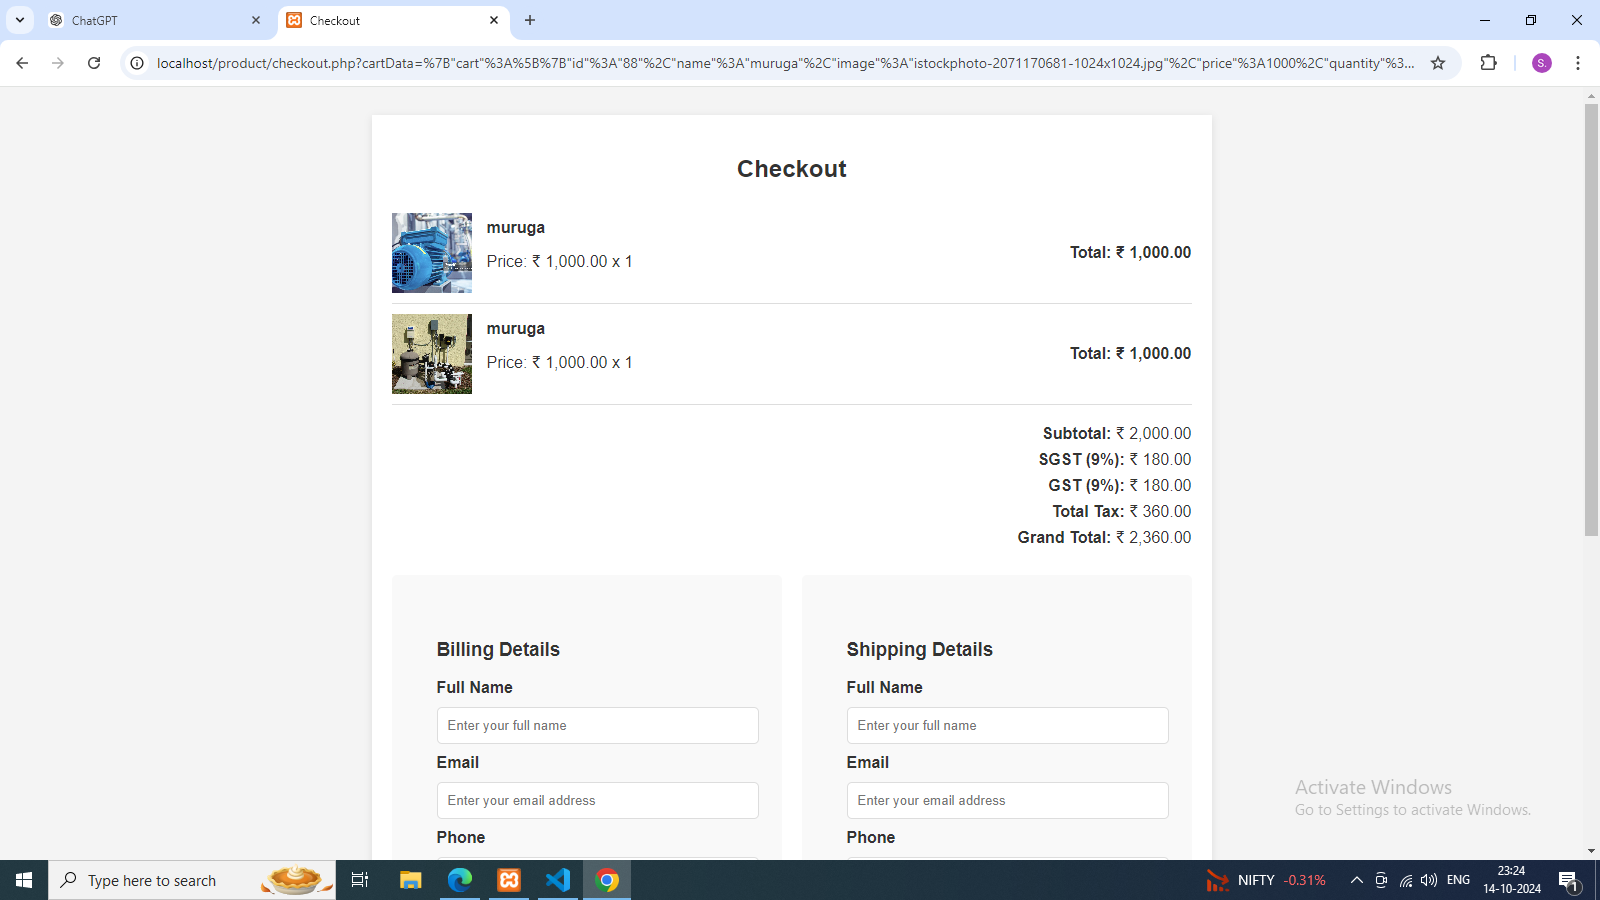 ChatGPT
Checkout
localhost/product/checkout.php?cartData=%7B"cart"%3A%5B%7B"id"%3A"88"%2C"name"%3A"muruga"%2C"image"%3A"istockphoto-2071170681-1024x1024.jpg"%2C"price"%3A1000%2C"quantity"%3...
S.
Checkout
muruga
Price: ₹ 1,000.00 x 1
Total: ₹ 1,000.00
muruga
Price: ₹ 1,000.00 x 1
Total: ₹ 1,000.00
Subtotal: ₹ 2,000.00
SGST (9%): ₹ 180.00
GST (9%): ₹ 180.00
Total Tax: ₹ 360.00
Grand Total: ₹ 2,360.00
Billing Details
Full Name
Enter your full name
Email
Enter your email address
Phone
Shipping Details
Full Name
Enter your full name
Email
Enter your email address
Phone
Activate Windows
Go to Settings to activate Windows.
Type here to search
NIFTY -0.31%
ENG
23:24
14-10-2024
1